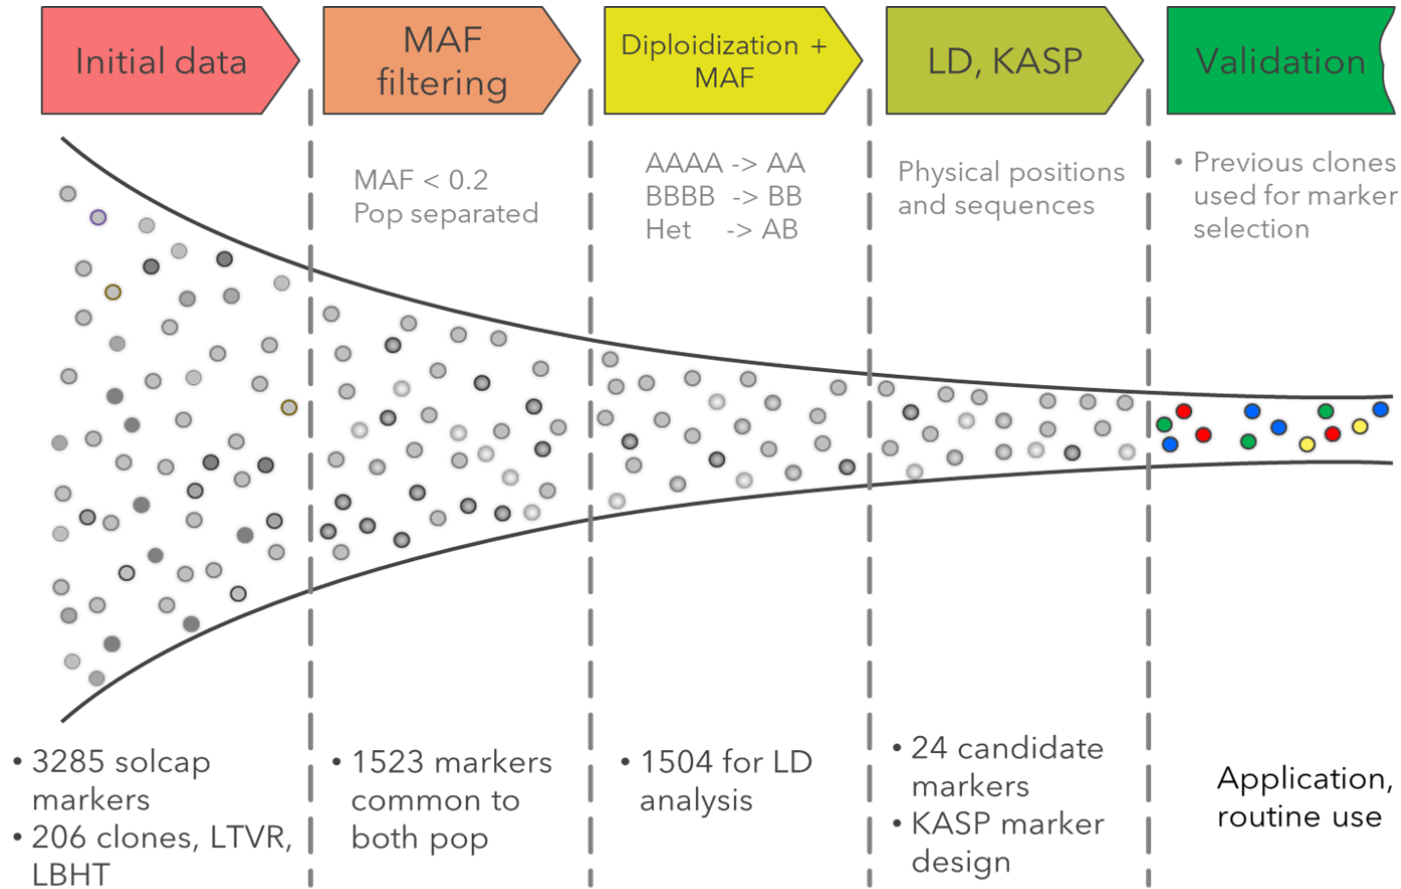 Initial data
MAF
filtering
Diploidization +
MAF
LD, KASP
Validation
MAF < 0.2
Pop separated
AAAA -> AA
BBBB -> BB
Het -> AB
Physical positions
and sequences
• Previous clones
used for marker
selection
• 3285 solcap
markers
• 206 clones, LTVR,
LBHT
• 1523 markers
common to
both pop
• 1504 for LD
analysis
• 24 candidate
markers
• KASP marker
design
Application,
routine use